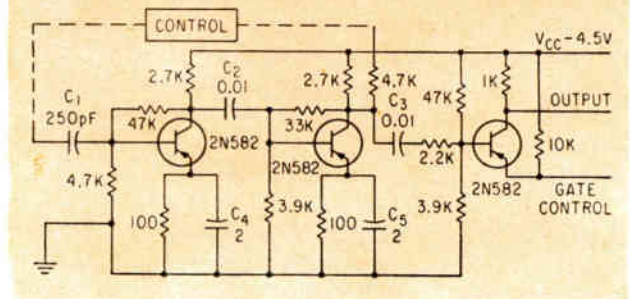 CONTROL
V_CC -4.5V
C₁
250pF
2.7K
C₂
0.01
47K
2N582
4.7K
100
C₄
2
3.9K
33K
2.7K
4.7K
C₃
0.01
2N582
100
C₅
2
2.2K
47K
3.9K
1K
2N582
10K
OUTPUT
GATE
CONTROL